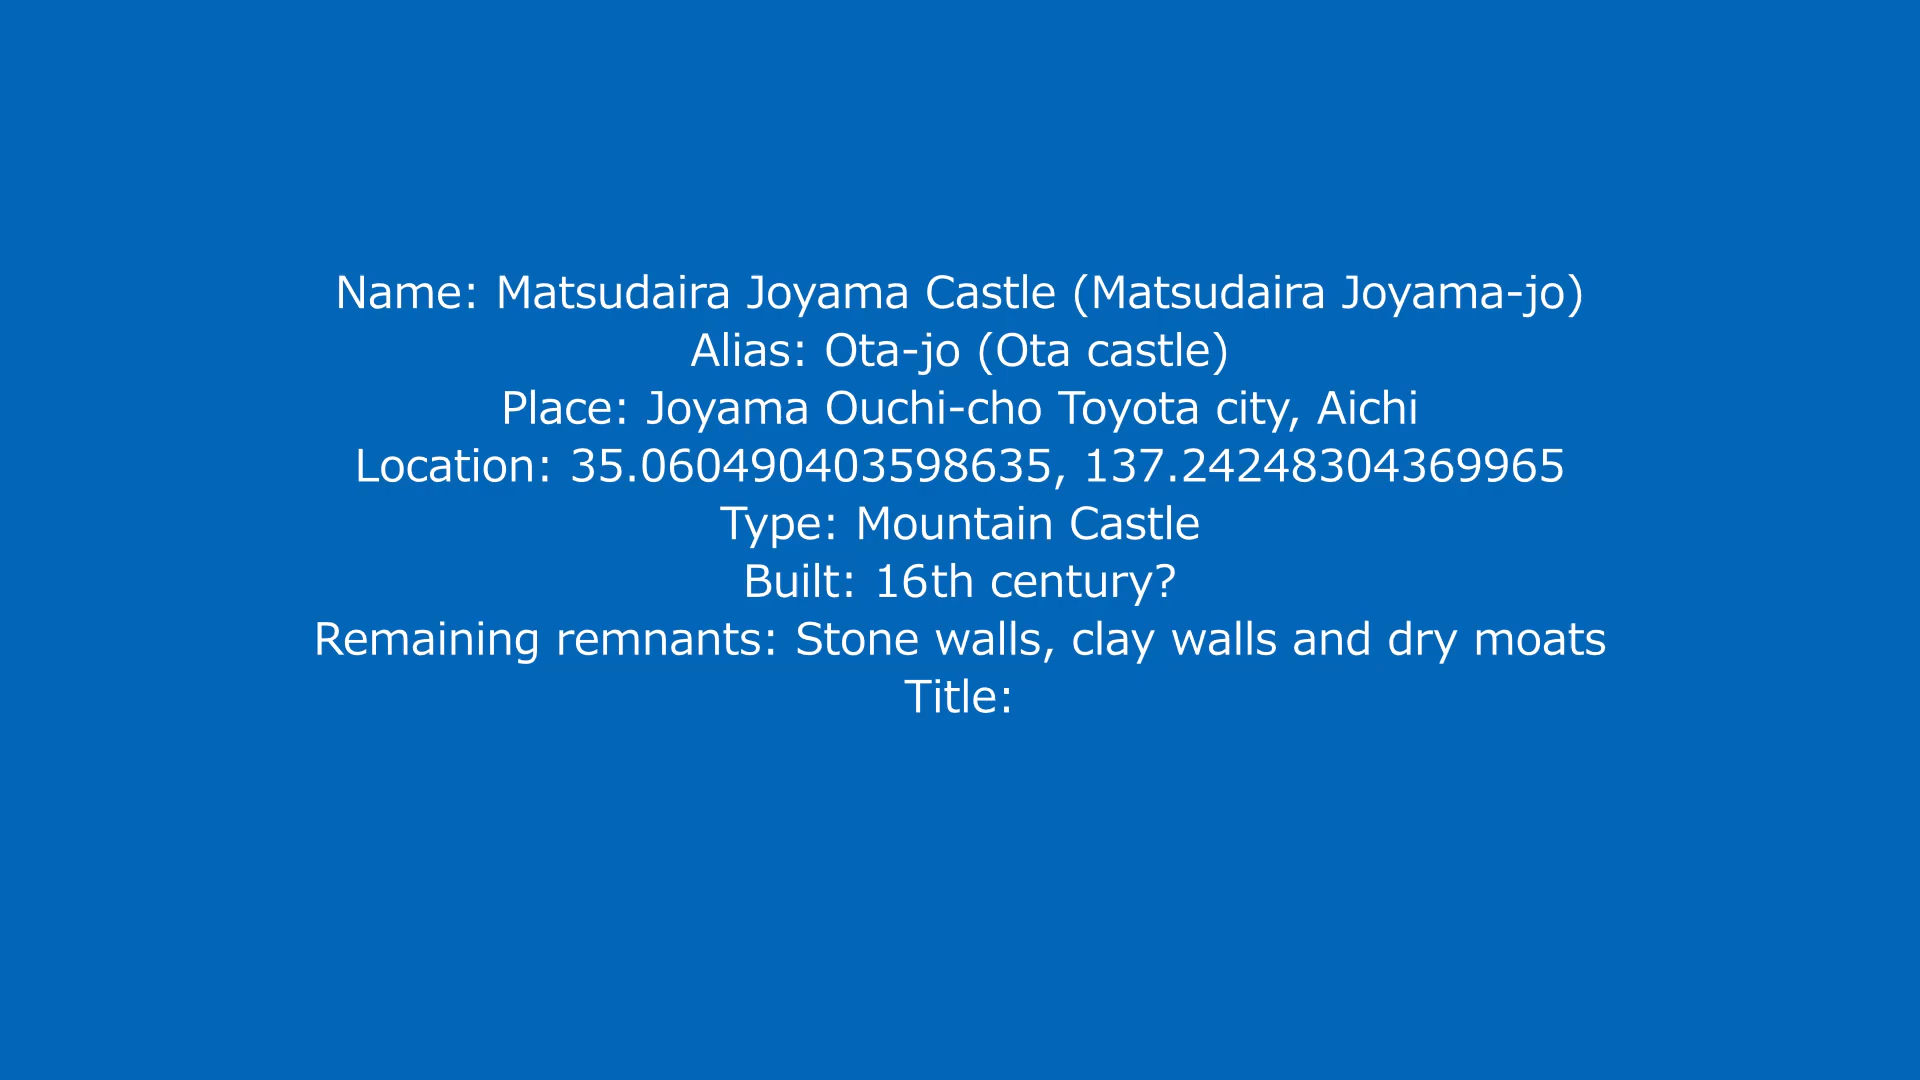 Name: Matsudaira Joyama Castle (Matsudaira Joyama-jo)
Alias: Ota-jo (Ota castle)
Place: Joyama Ouchi-cho Toyota city, Aichi
Location: 35.060490403598635, 137.24248304369965
Type: Mountain Castle
Built: 16th century?
Remaining remnants: Stone walls, clay walls and dry moats
Title: